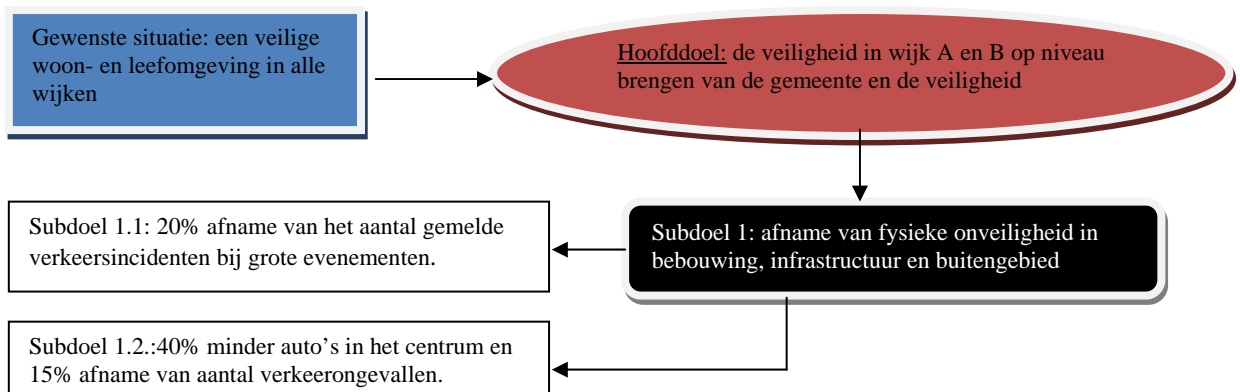 Gewenste situatie: een veilige
woon- en leefomgeving in alle
wijken
Hoofddoel: de veiligheid in wijk A en B op niveau
brengen van de gemeente en de veiligheid
Subdoel 1: afname van fysieke onveiligheid in
bebouwing, infrastructuur en buitengebied
Subdoel 1.1: 20% afname van het aantal gemelde
verkeersincidenten bij grote evenementen.
Subdoel 1.2.:40% minder auto's in het centrum en
15% afname van aantal verkeerongevallen.